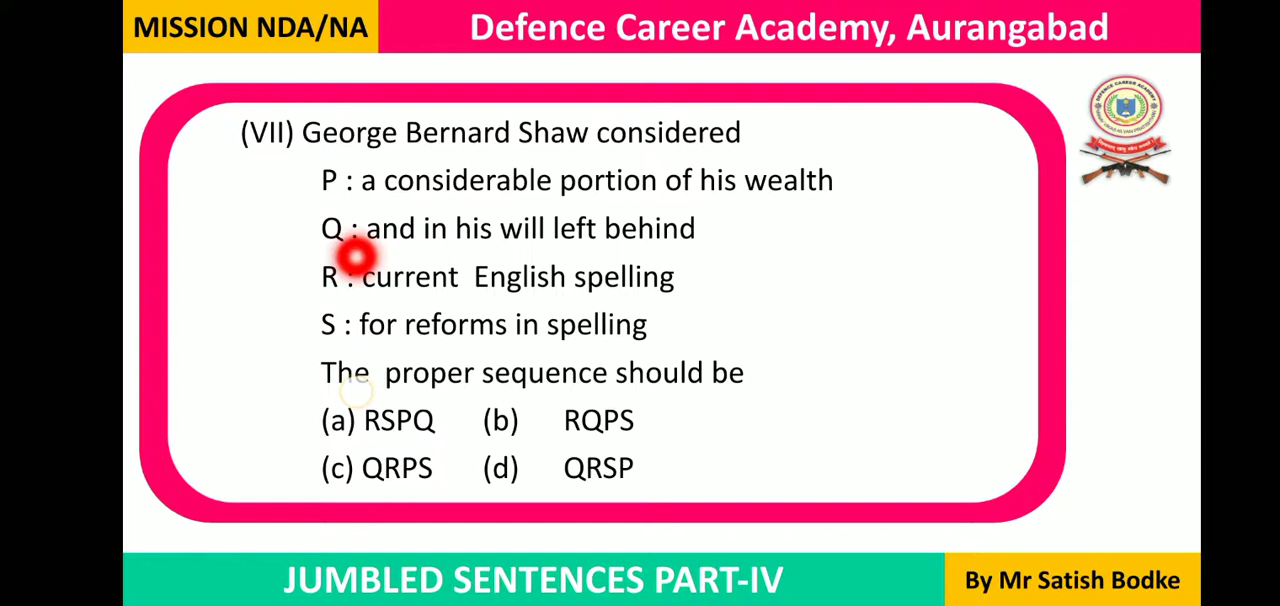 MISSION NDA/NA
Defence Career Academy, Aurangabad
(VII) George Bernard Shaw considered
P : a considerable portion of his wealth
Q : and in his will left behind
R : current English spelling
S : for reforms in spelling
The proper sequence should be
(a) RSPQ (b) RQPS
(c) QRPS (d) QRSP
JUMBLED SENTENCES PART-IV
By Mr Satish Bodke